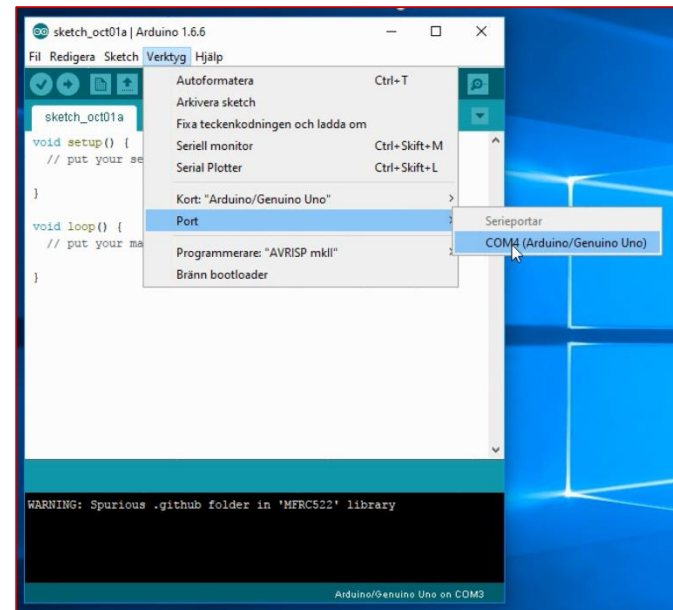 sketch_oct01a | Arduino 1.6.6
Fil Redigera Sketch Verktyg Hjälp
Autoformatera Ctrl+T
Arkivera sketch
sketch_oct01a
Fixa teckenkodningen och ladda om
void setup() {
Seriell monitor Ctrl+Skift+M
// put your se
Serial Plotter Ctrl+Skift+L
}
Kort: "Arduino/Genuino Uno"
Port
Serieportar
void loop() {
COM4 (Arduino/Genuino Uno)
// put your ma
Programmerare: "AVRISP mkII"
Bränn bootloader
}
WARNING: Spurious .github folder in 'MFRC522' library
Arduino/Genuino Uno on COM3